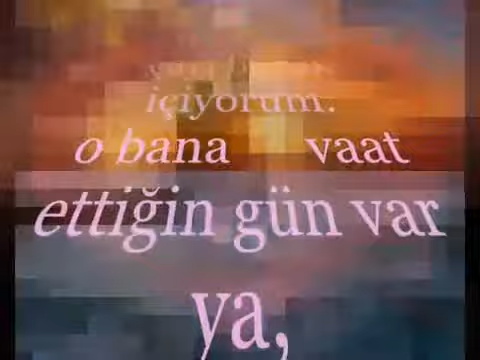 içiyorum.
o bana vaat
ettiğin gün var
ya,